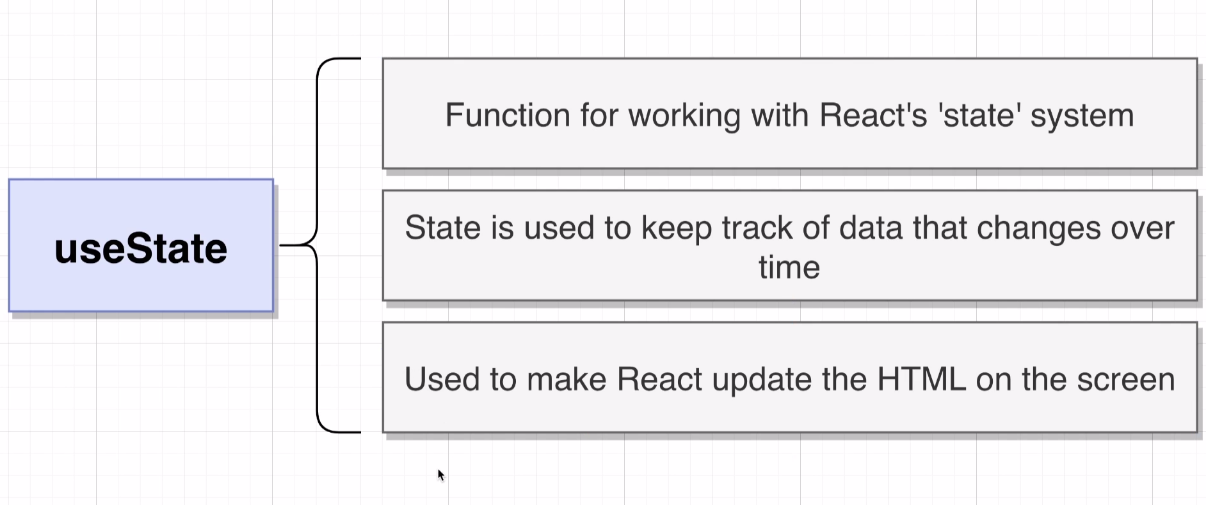 useState
Function for working with React's 'state' system
State is used to keep track of data that changes over
time
Used to make React update the HTML on the screen